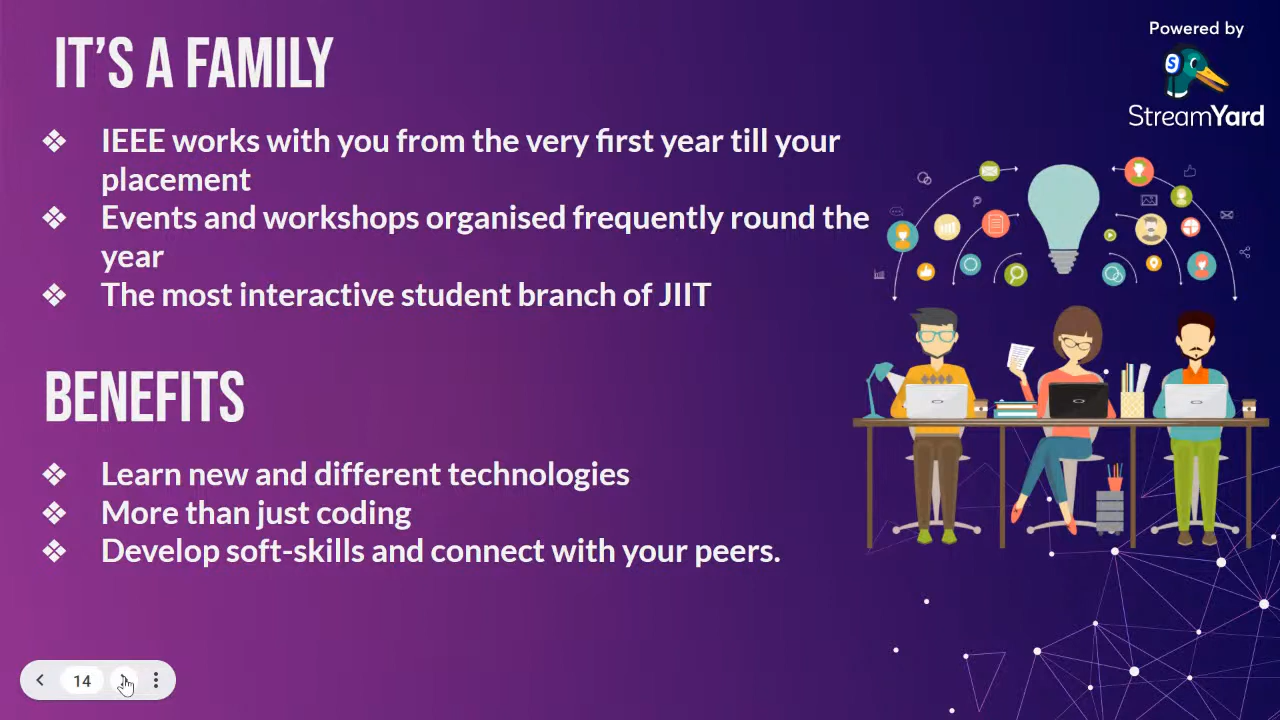 IT'S A FAMILY
Powered by
S
StreamYard
❖ IEEE works with you from the very first year till your
placement
❖ Events and workshops organised frequently round the
year
❖ The most interactive student branch of JIIT
BENEFITS
❖ Learn new and different technologies
❖ More than just coding
❖ Develop soft-skills and connect with your peers.
14